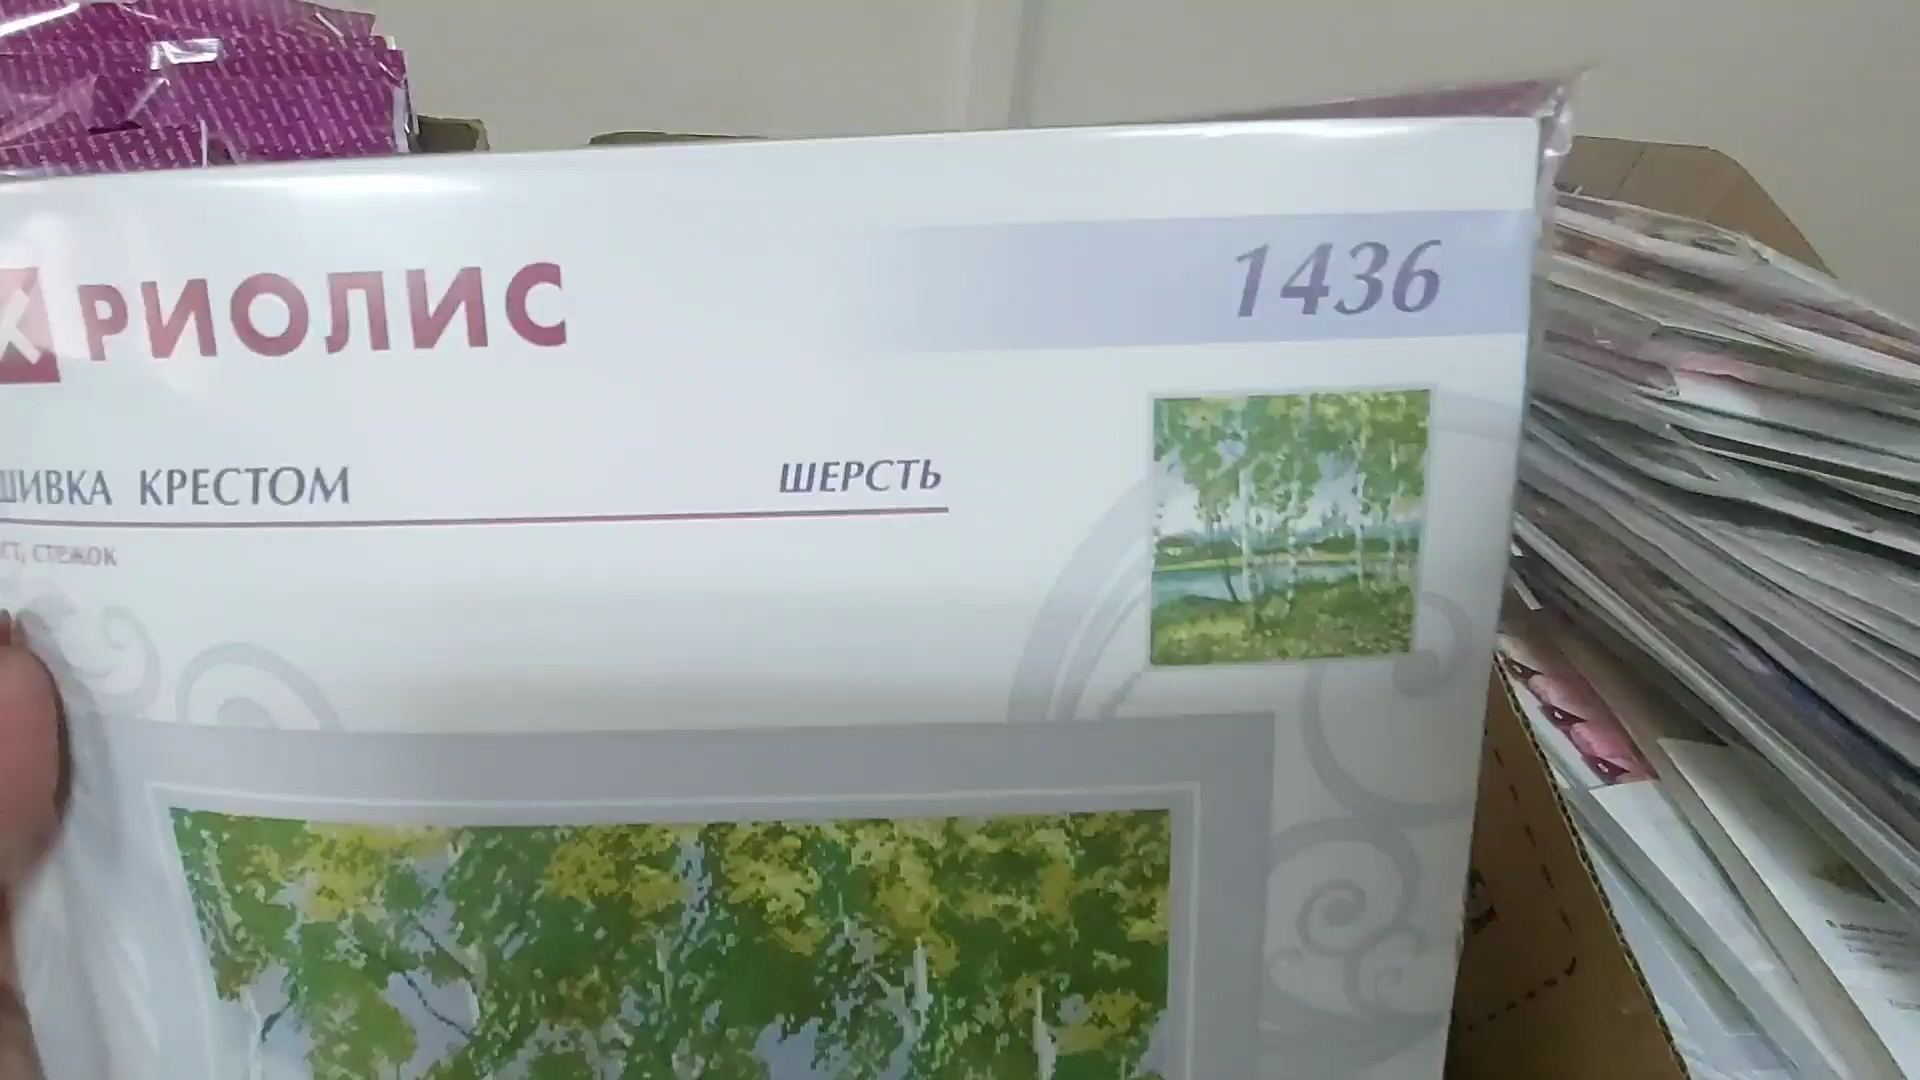 РИОЛИС
1436
ШИВКА КРЕСТОМ
ШЕРСТЬ
СТ, СТЕЖОК